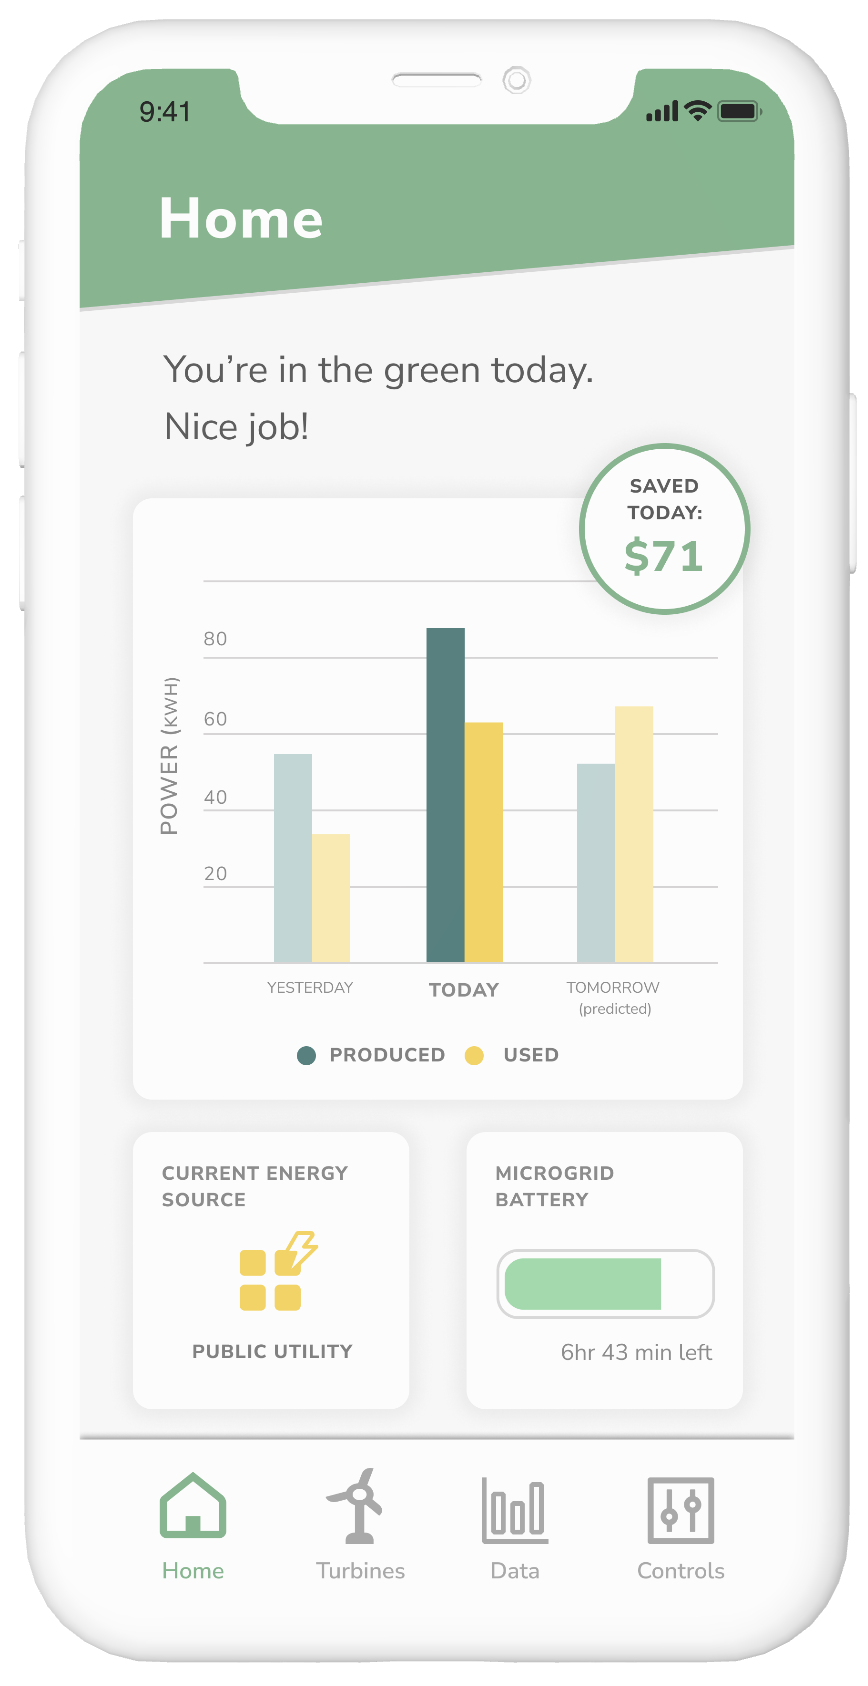 9:41
Home
You’re in the green today.
Nice job!
SAVED
TODAY:
$71
POWER (KWH)
80
60
40
20
YESTERDAY
TODAY
TOMORROW
(predicted)
PRODUCED
USED
CURRENT ENERGY
SOURCE
PUBLIC UTILITY
MICROGRID
BATTERY
6hr 43 min left
Home
Turbines
Data
Controls